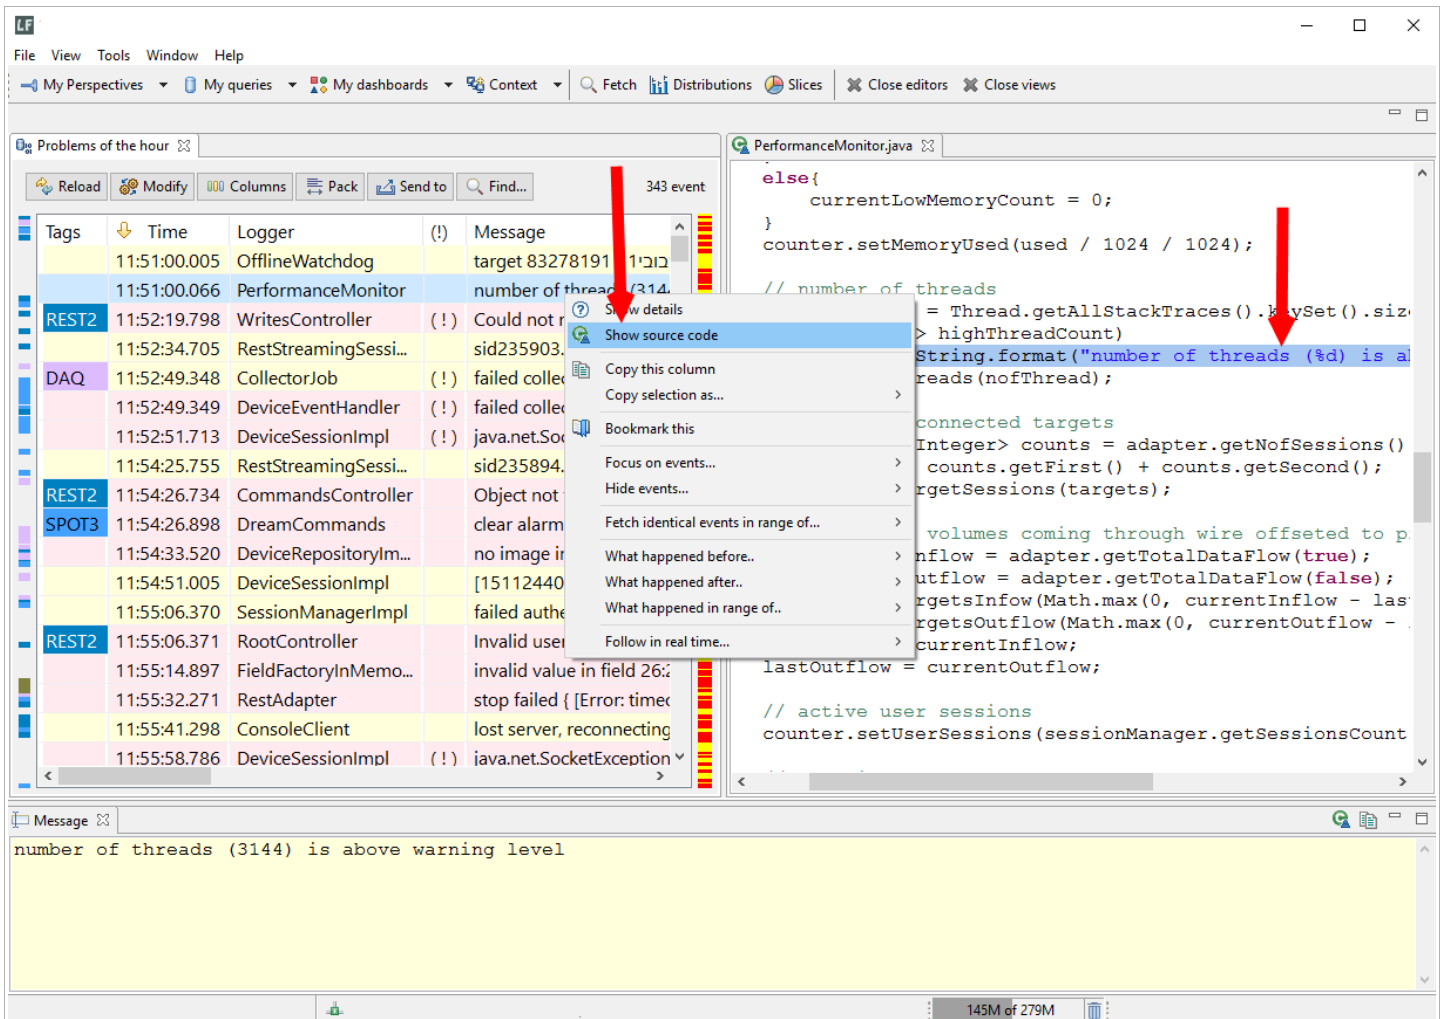 LF
File View Tools Window Help
My Perspectives My queries My dashboards Context Fetch Distributions Slices Close editors Close views
Problems of the hour
Reload Modify Columns Pack Send to Find... 343 event
Tags Time Logger (!) Message
11:51:00.005 OfflineWatchdog target 83278191
11:51:00.066 PerformanceMonitor number of threads (314
REST2 11:52:19.798 WritesController (!) Could not
11:52:34.705 RestStreamingSessi... sid235903.
DAQ 11:52:49.348 CollectorJob (!) failed collec
11:52:49.349 DeviceEventHandler (!) failed collec
11:52:51.713 DeviceSessionImpl (!) java.net.Soc
11:54:25.755 RestStreamingSessi... sid235894.
REST2 11:54:26.734 CommandsController Object not
SPOT3 11:54:26.898 DreamCommands clear alarm
11:54:33.520 DeviceRepositoryIm... no image in
11:54:51.005 DeviceSessionImpl [15112440
11:55:06.370 SessionManagerImpl failed authe
REST2 11:55:06.371 RootController Invalid user
11:55:14.897 FieldFactoryInMemo... invalid value in field 26:2
11:55:32.271 RestAdapter stop failed { [Error: timeo
11:55:41.298 ConsoleClient lost server, reconnecting
11:55:58.786 DeviceSessionImpl (!) java.net.SocketException
Show details
Show source code
Copy this column
Copy selection as...
Bookmark this
Focus on events...
Hide events...
Fetch identical events in range of...
What happened before..
What happened after..
What happened in range of..
Follow in real time...
PerformanceMonitor.java
else{
currentLowMemoryCount = 0;
}
counter.setMemoryUsed(used / 1024 / 1024);
// number of threads
= Thread.getAllStackTraces().keySet().size
> highThreadCount)
String.format("number of threads (%d) is a
reads(nofThread);
connected targets
Integer> counts = adapter.getNofSessions()
counts.getFirst() + counts.getSecond();
rgetSessions(targets);
volumes coming through wire offseted to p
nflow = adapter.getTotalDataFlow(true);
utflow = adapter.getTotalDataFlow(false);
rgetsInfow(Math.max(0, currentInflow - las
rgetsOutflow(Math.max(0, currentOutflow -
currentInflow;
lastOutflow = currentOutflow;
// active user sessions
counter.setUserSessions(sessionManager.getSessionsCount
Message
number of threads (3144) is above warning level
145M of 279M